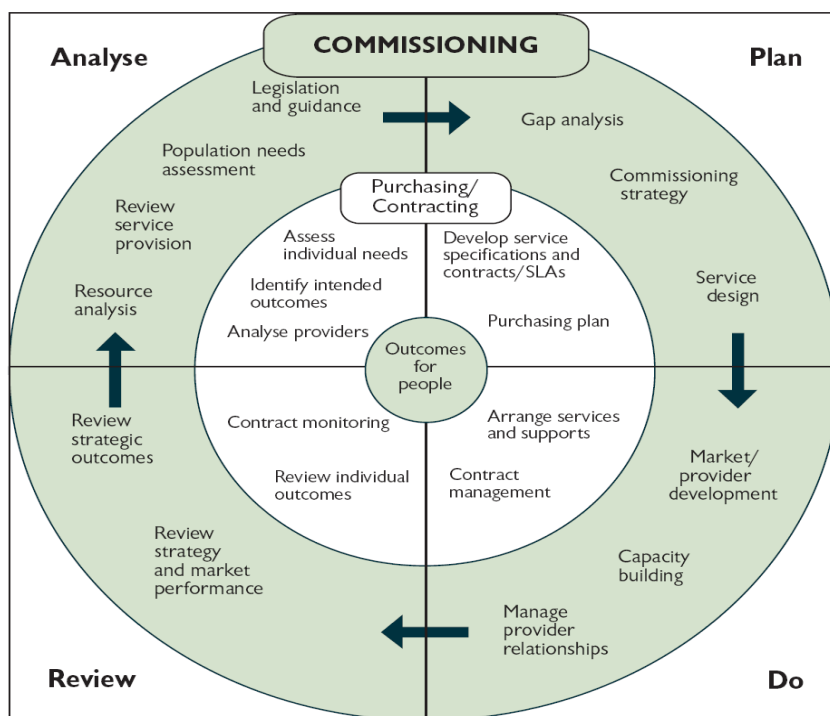 COMMISSIONING
Analyse
Plan
Legislation
and guidance
Population needs
assessment
Review
service
provision
Resource
analysis
Gap analysis
Commissioning
strategy
Service
design
Purchasing/
Contracting
Assess
individual needs
Identify intended
outcomes
Analyse providers
Develop service
specifications and
contracts/SLAs
Purchasing plan
Outcomes
for
people
Contract monitoring
Review individual
outcomes
Arrange services
and supports
Contract
management
Review
strategic
outcomes
Review
strategy
and market
performance
Market/
provider
development
Capacity
building
Manage
provider
relationships
Review
Do